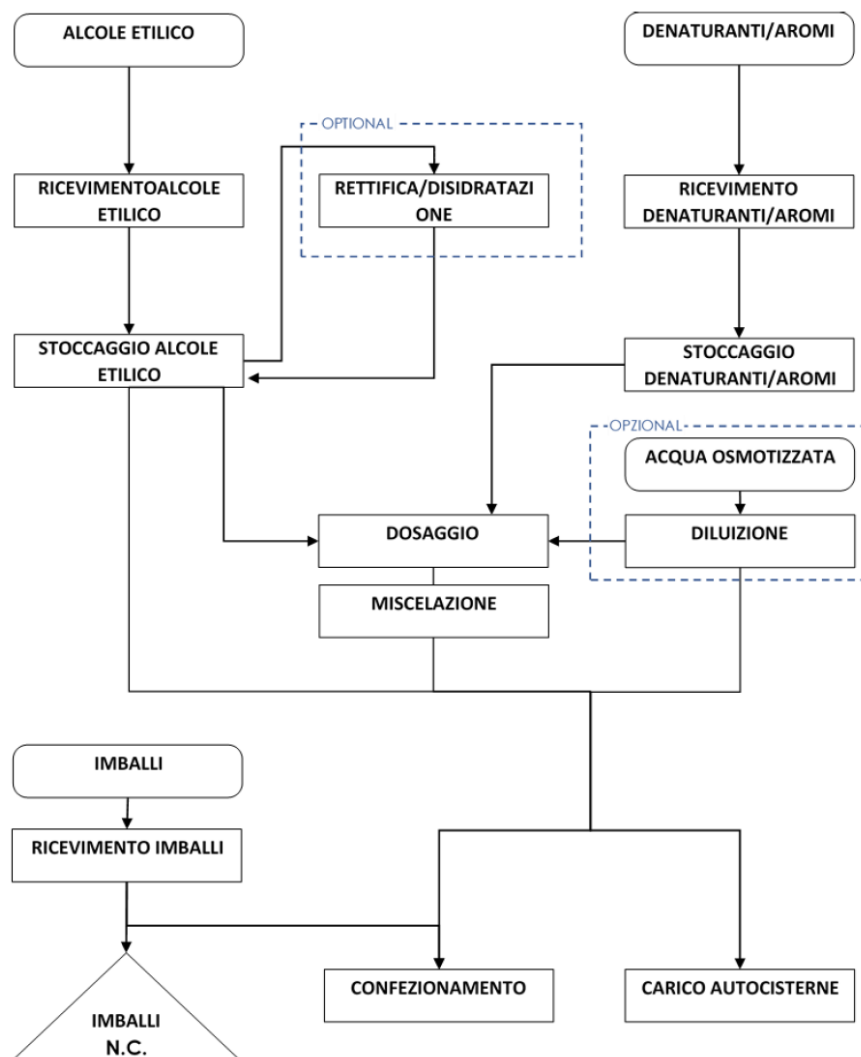 ALCOLE ETILICO
DENATURANTI/AROMI
OPTIONAL
RICEVIMENTOALCOLE
ETILICO
RETTIFICA/DISIDRATAZI
ONE
RICEVIMENTO
DENATURANTI/AROMI
STOCCAGGIO ALCOLE
ETILICO
STOCCAGGIO
DENATURANTI/AROMI
OPZIONAL
ACQUA OSMOTIZZATA
DOSAGGIO
DILUIZIONE
MISCELAZIONE
IMBALLI
RICEVIMENTO IMBALLI
CONFEZIONAMENTO
CARICO AUTOCISTERNE
IMBALLI
N.C.